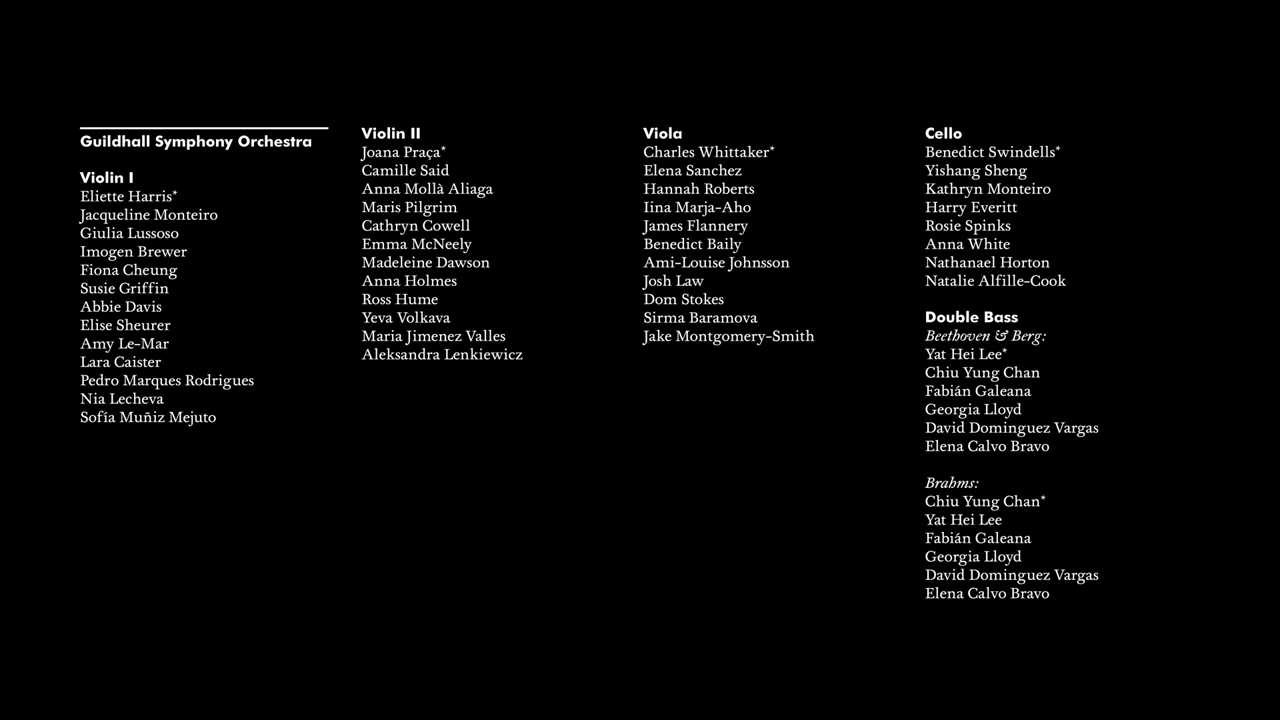 Guildhall Symphony Orchestra
Violin I
Eliette Harris*
Jacqueline Monteiro
Giulia Lussoso
Imogen Brewer
Fiona Cheung
Susie Griffin
Abbie Davis
Elise Sheurer
Amy Le-Mar
Lara Caister
Pedro Marques Rodrigues
Nia Lecheva
Sofía Muñiz Mejuto
Violin II
Joana Praça*
Camille Said
Anna Mollà Aliaga
Maris Pilgrim
Cathryn Cowell
Emma McNeely
Madeleine Dawson
Anna Holmes
Ross Hume
Yeva Volkava
Maria Jimenez Valles
Aleksandra Lenkiewicz
Viola
Charles Whittaker*
Elena Sanchez
Hannah Roberts
Iina Marja-Aho
James Flannery
Benedict Baily
Ami-Louise Johnsson
Josh Law
Dom Stokes
Sirma Baramova
Jake Montgomery-Smith
Cello
Benedict Swindells*
Yishang Sheng
Kathryn Monteiro
Harry Everitt
Rosie Spinks
Anna White
Nathanael Horton
Natalie Alfille-Cook
Double Bass
Beethoven & Berg:
Yat Hei Lee*
Chiu Yung Chan
Fabián Galeana
Georgia Lloyd
David Dominguez Vargas
Elena Calvo Bravo
Brahms:
Chiu Yung Chan*
Yat Hei Lee
Fabián Galeana
Georgia Lloyd
David Dominguez Vargas
Elena Calvo Bravo